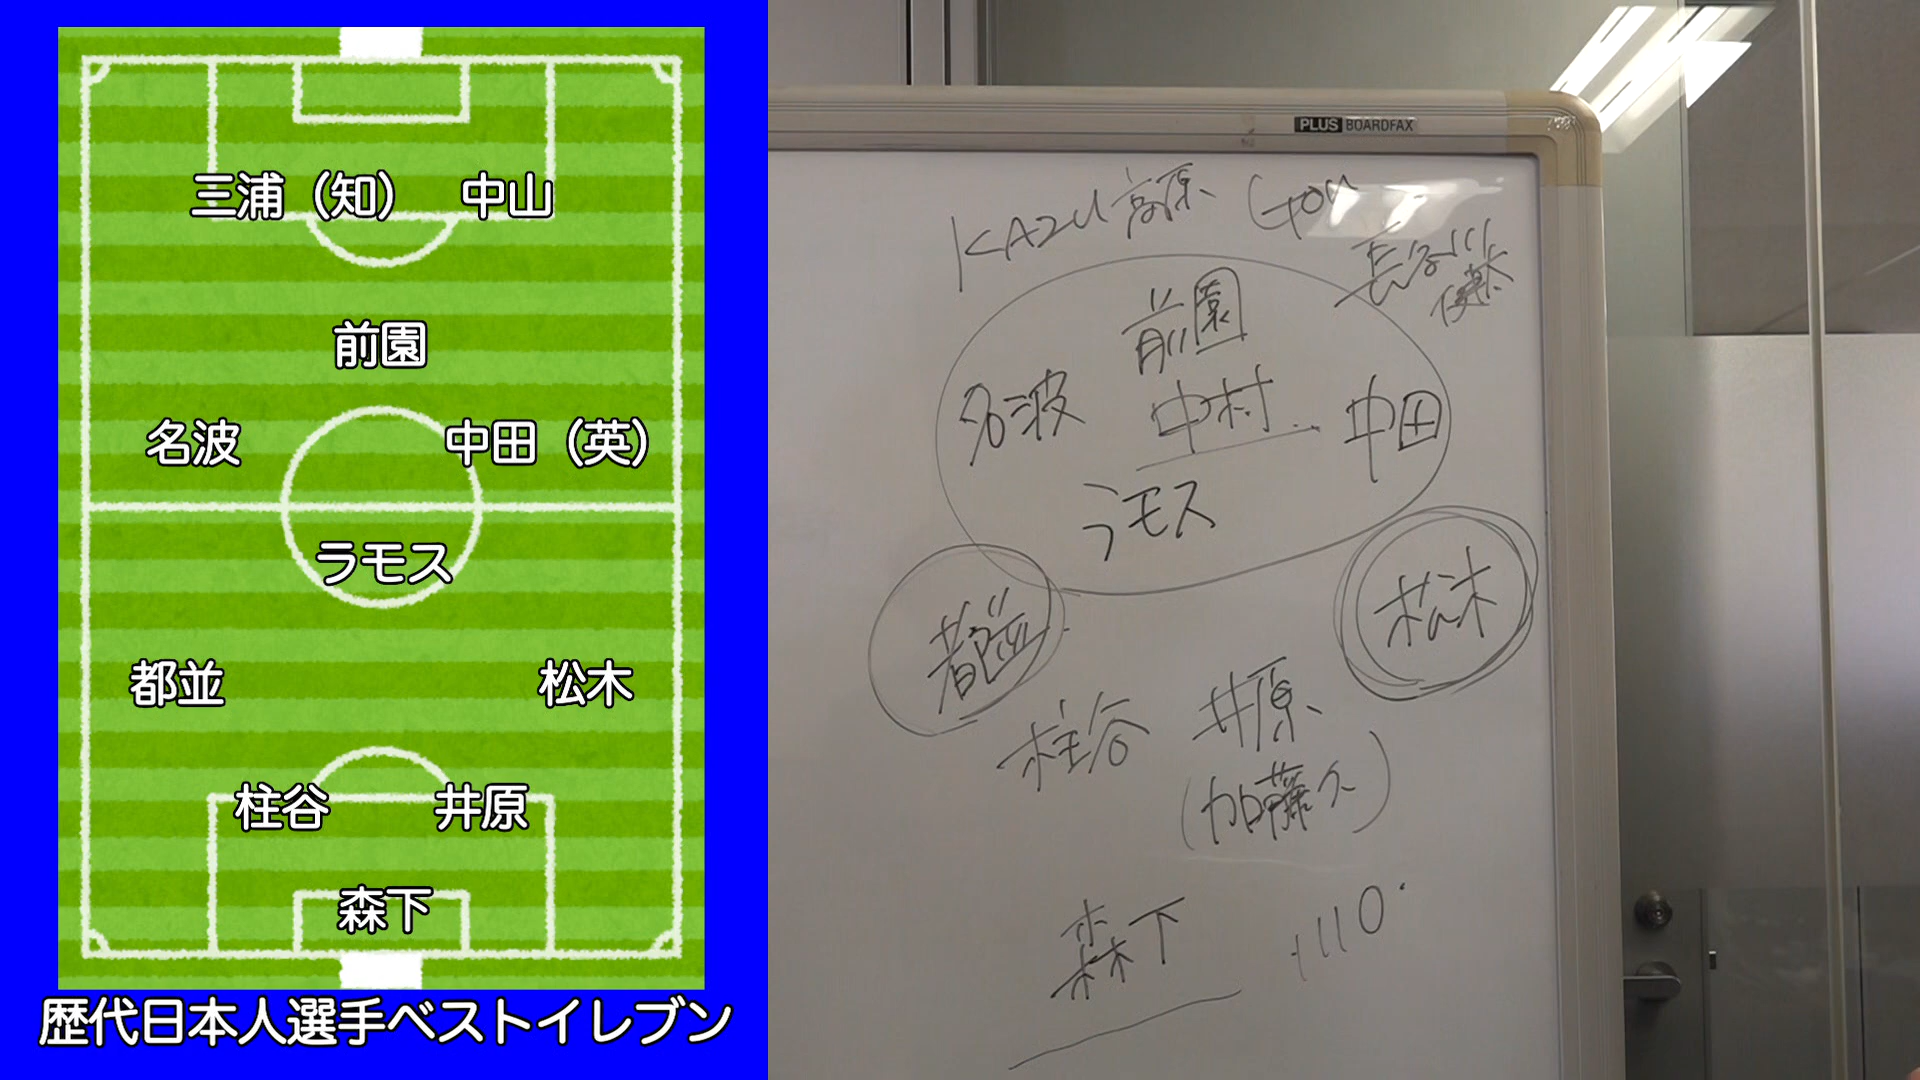 三浦（知） 中山
前園
名波 中田（英）
ラモス
都並 松木
柱谷 井原
森下
歴代日本人選手ベストイレブン
PLUS BOARDFAX
KAZU 高原 Gon
長谷川
前園
名波 中村 中田
ラモス
都並 松木
柱谷 井原
(加藤久)
森下